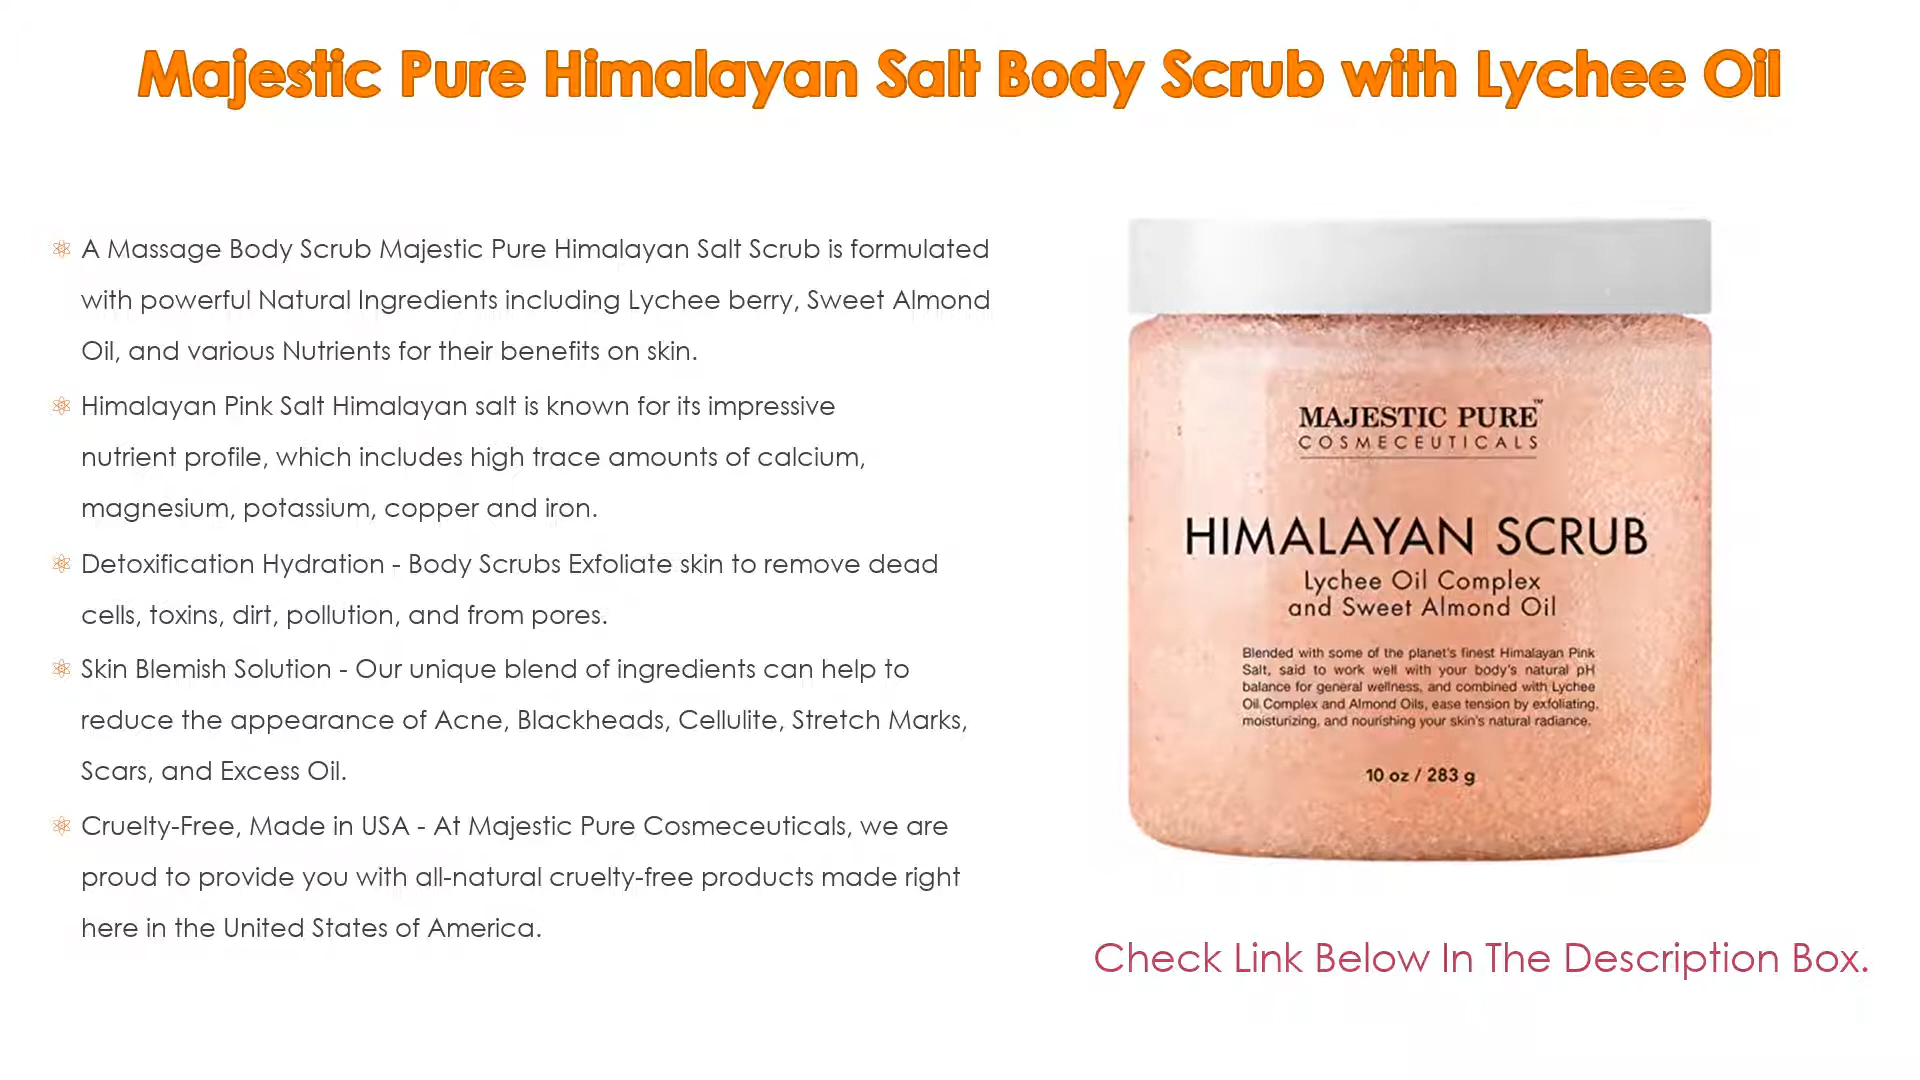 Majestic Pure Himalayan Salt Body Scrub with Lychee Oil
A Massage Body Scrub Majestic Pure Himalayan Salt Scrub is formulated
with powerful Natural Ingredients including Lychee berry, Sweet Almond
Oil, and various Nutrients for their benefits on skin.
Himalayan Pink Salt Himalayan salt is known for its impressive
nutrient profile, which includes high trace amounts of calcium,
magnesium, potassium, copper and iron.
Detoxification Hydration - Body Scrubs Exfoliate skin to remove dead
cells, toxins, dirt, pollution, and from pores.
Skin Blemish Solution - Our unique blend of ingredients can help to
reduce the appearance of Acne, Blackheads, Cellulite, Stretch Marks,
Scars, and Excess Oil.
Cruelty-Free, Made in USA - At Majestic Pure Cosmeceuticals, we are
proud to provide you with all-natural cruelty-free products made right
here in the United States of America.
MAJESTIC PURE™
COSMECEUTICALS
HIMALAYAN SCRUB
Lychee Oil Complex
and Sweet Almond Oil
Blended with some of the planet's finest Himalayan Pink
Salt, said to work well with your body's natural pH
balance for general wellness, and combined with Lychee
Oil Complex and Almond Oils, ease tension by exfoliating,
moisturizing, and nourishing your skin's natural radiance.
10 oz / 283 g
Check Link Below In The Description Box.